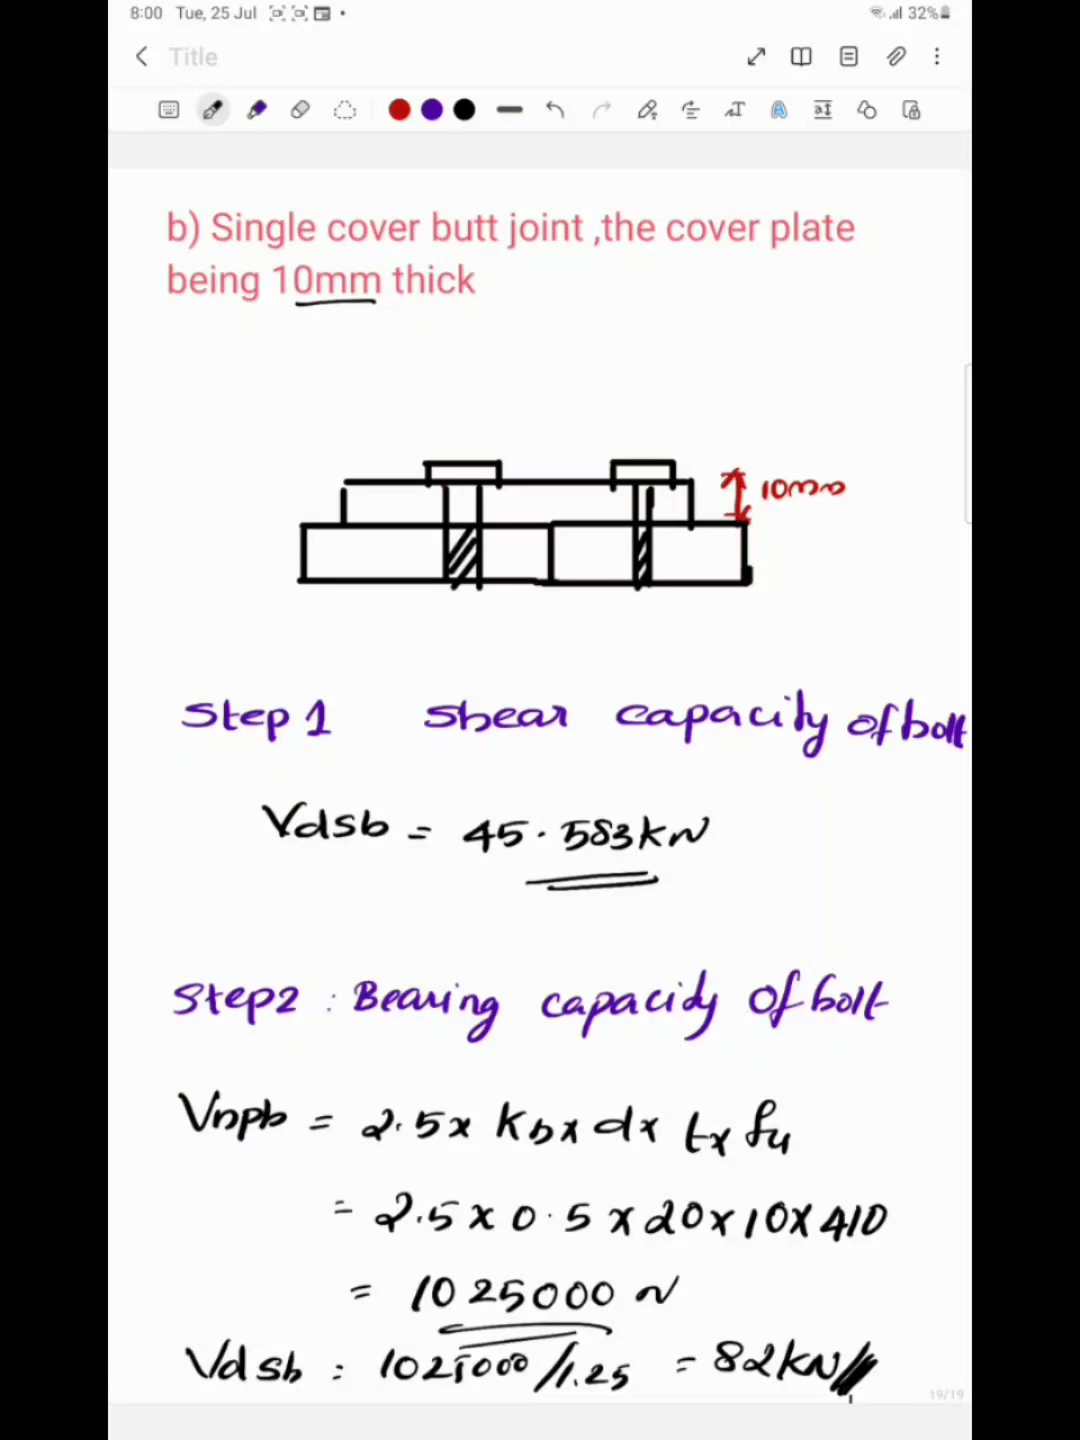 8:00 Tue, 25 Jul
32%
Title
b) Single cover butt joint ,the cover plate
being 10mm thick
10mm
Step 1 Shear capacity of bolt
Vdsb = 45.583kN
Step2 : Bearing capacity of bolt
Vnpb = 2.5x kbx dx tx fu
= 2.5 x 0.5 x 20x 10x 410
= 1025000 N
Vdsb : 1025000/1.25 = 82kN//
19/19